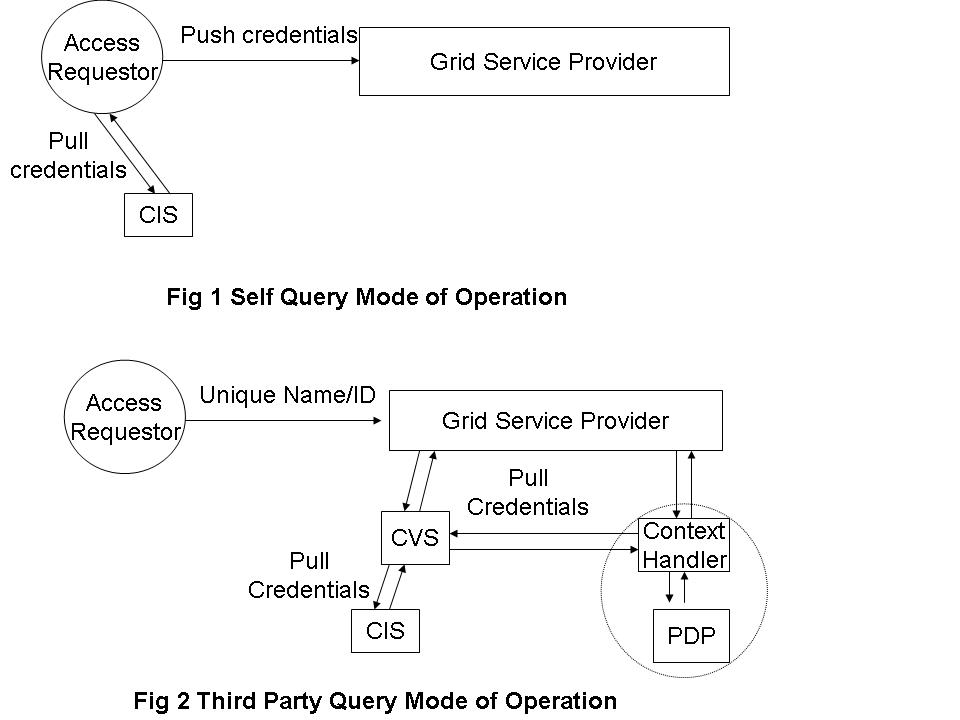 Access
Requestor
Push credentials
Grid Service Provider
Pull
credentials
CIS
Fig 1 Self Query Mode of Operation
Access
Requestor
Unique Name/ID
Grid Service Provider
Pull
Credentials
CVS
Context
Handler
Pull
Credentials
CIS
PDP
Fig 2 Third Party Query Mode of Operation